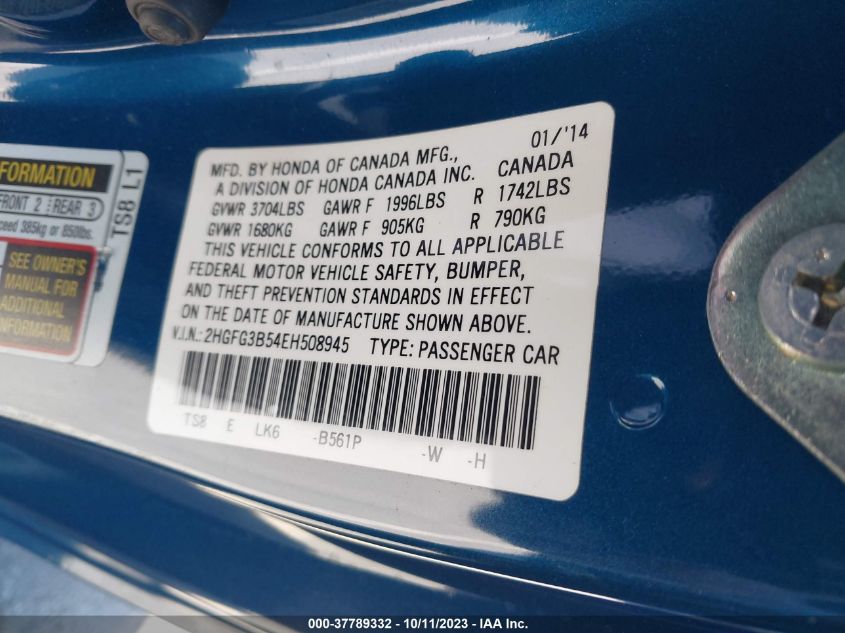 01/'14
MFD. BY HONDA OF CANADA MFG.,
A DIVISION OF HONDA CANADA INC. CANADA
GVWR 3704LBS GAWR F 1996LBS R 1742LBS
GVWR 1680KG GAWR F 905KG R 790KG
THIS VEHICLE CONFORMS TO ALL APPLICABLE
FEDERAL MOTOR VEHICLE SAFETY, BUMPER,
AND THEFT PREVENTION STANDARDS IN EFFECT
ON THE DATE OF MANUFACTURE SHOWN ABOVE.
V.I.N.: 2HGFG3B54EH508945 TYPE: PASSENGER CAR
TS8 E LK6 -B561P -W -H
FRONT 2 REAR 3
385kg or 850lbs.
SEE OWNER'S
MANUAL FOR
ADDITIONAL
INFORMATION
TS8 L1
000-37789332 - 10/11/2023 - IAA Inc.